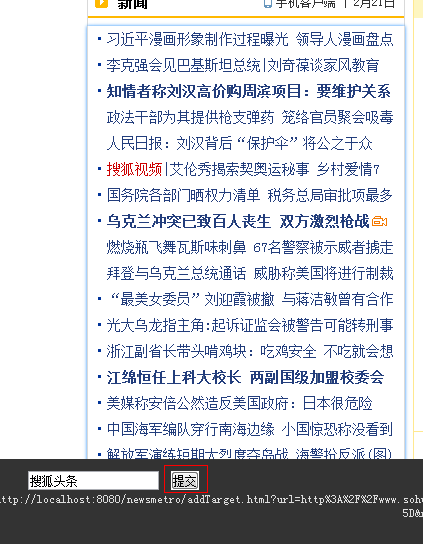 新闻 手机客户端 | 2月21日
· 习近平漫画形象制作过程曝光 领导人漫画盘点
· 李克强会见巴基斯坦总统|刘奇葆谈家风教育
· 知情者称刘汉高价购周滨项目：要维护关系
政法干部为其提供枪支弹药 笼络官员聚会吸毒
人民日报：刘汉背后“保护伞”将公之于众
· 搜狐视频|艾伦秀揭索契奥运秘事 乡村爱情7
· 国务院各部门晒权力清单 税务总局审批项最多
· 乌克兰冲突已致百人丧生 双方激烈枪战
燃烧瓶飞舞瓦斯味刺鼻 67名警察被示威者掳走
拜登与乌克兰总统通话 威胁称美国将进行制裁
· “最美女委员”刘迎霞被撤 与蒋洁敏曾有合作
· 光大乌龙指主角:起诉证监会被警告可能转刑事
· 浙江副省长带头啃鸡块：吃鸡安全 不吃就会想
· 江绵恒任上科大校长 两副国级加盟校委会
· 美媒称安倍公然造反美国政府：日本很危险
· 中国海军编队穿行南海边缘 小国惊恐称没看到
· 解放军演练短期大烈度夺岛战 海警扮反派(图)
搜狐头条 提交
ttp://localhost:8080/newsmetro/addTarget.html?url=http%3A%2F%2Fwww.soh
5D&